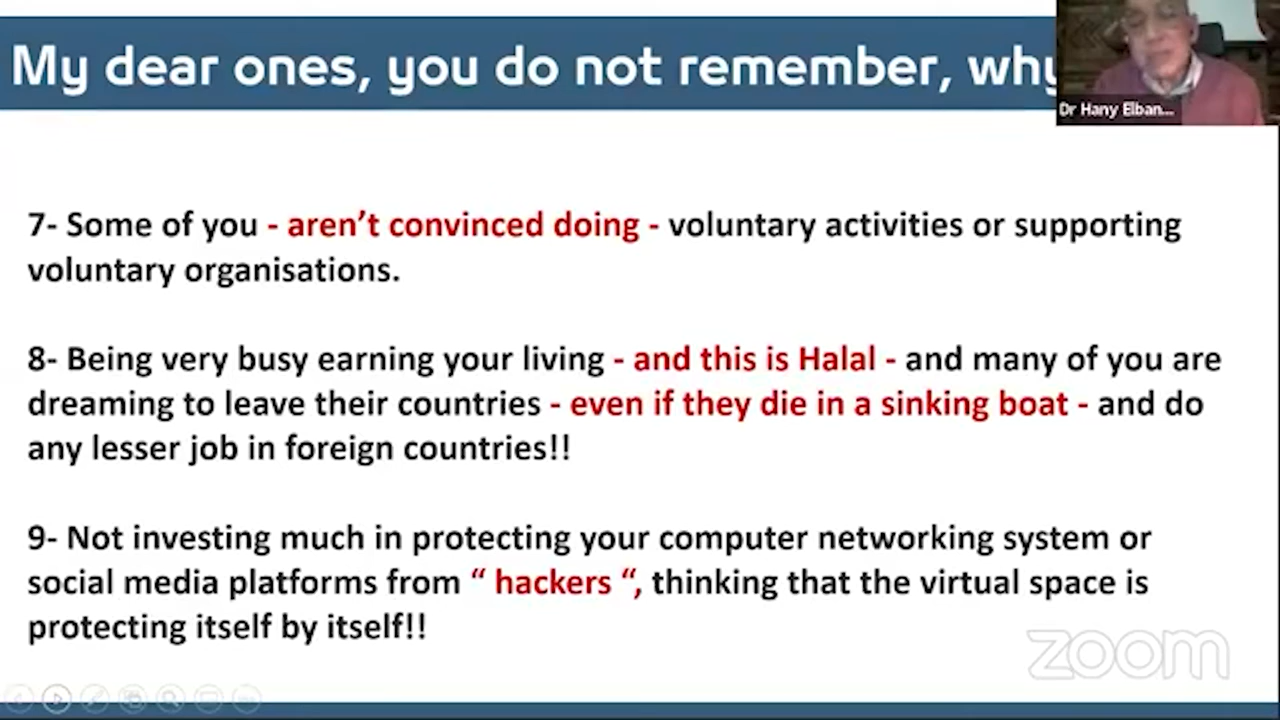 My dear ones, you do not remember, why
Dr Hany Elban...
7- Some of you - aren’t convinced doing - voluntary activities or supporting
voluntary organisations.
8- Being very busy earning your living - and this is Halal - and many of you are
dreaming to leave their countries - even if they die in a sinking boat - and do
any lesser job in foreign countries!!
9- Not investing much in protecting your computer networking system or
social media platforms from “ hackers “, thinking that the virtual space is
protecting itself by itself!!
zoom